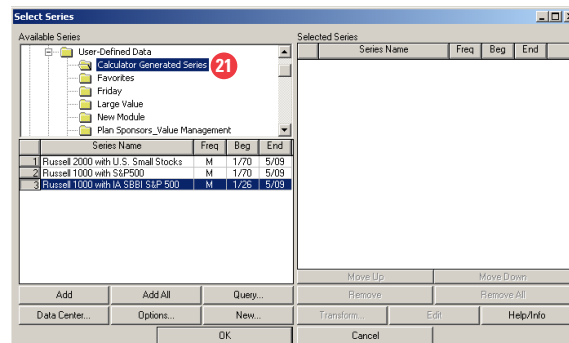 Select Series
Available Series
Selected Series
User-Defined Data
Calculator Generated Series
21
Favorites
Friday
Large Value
New Module
Plan Sponsors_Value Management
Series Name Freq Beg End
Series Name Freq Beg End
1 Russell 2000 with U.S. Small Stocks M 1/70 5/09
2 Russell 1000 with S&P500 M 1/70 5/09
3 Russell 1000 with IA SBBI S&P 500 M 1/26 5/09
Move Up Move Down
Add Add All Query... Remove Remove All
Data Center... Options... New... Transform... Edit Help/Info
OK Cancel